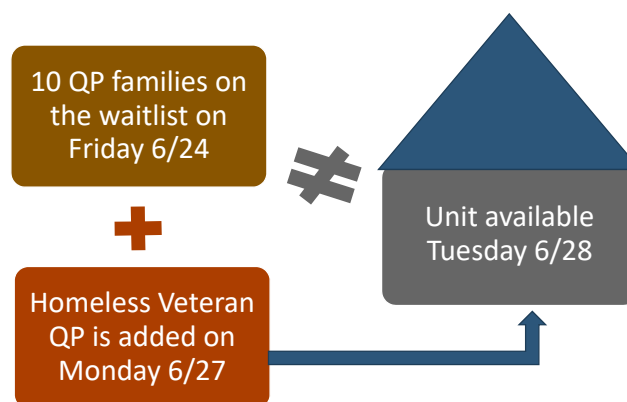 10 QP families on
the waitlist on
Friday 6/24
≠
Unit available
Tuesday 6/28
Homeless Veteran
QP is added on
Monday 6/27